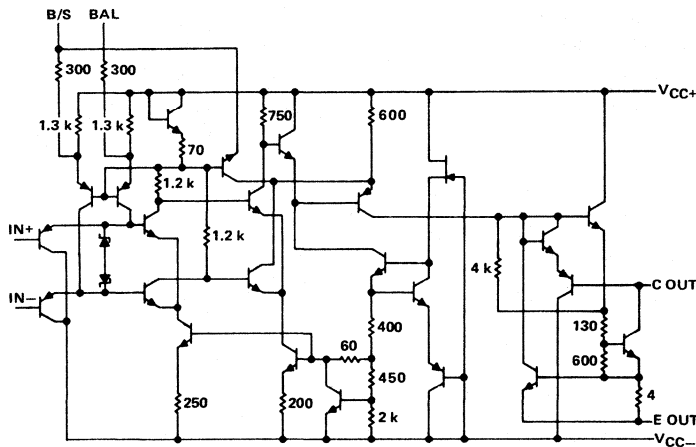 B/S BAL
300 300
VCC+
1.3 k 1.3 k
750 600
70
1.2 k
IN+
1.2 k
4 k
C OUT
IN−
400 130
60 600
450
250 200 2 k 4
E OUT
VCC−